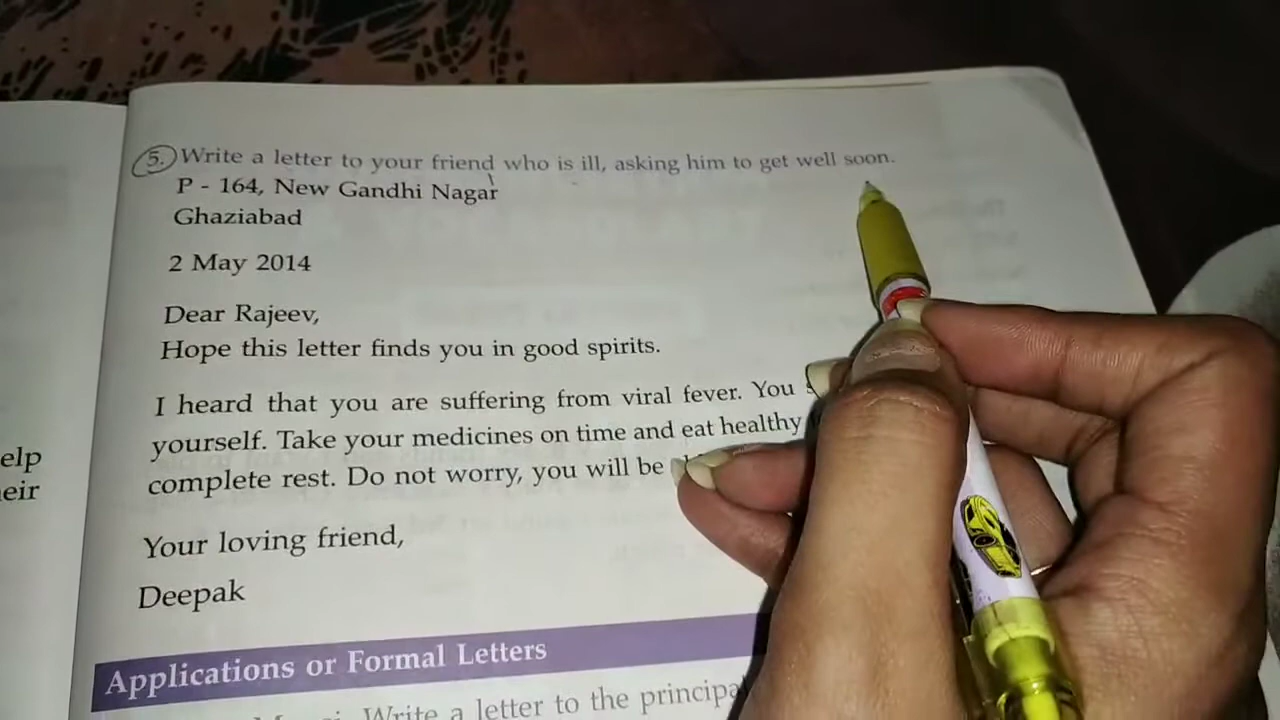 5. Write a letter to your friend who is ill, asking him to get well soon.
P - 164, New Gandhi Nagar
Ghaziabad
2 May 2014
Dear Rajeev,
Hope this letter finds you in good spirits.
I heard that you are suffering from viral fever. You
yourself. Take your medicines on time and eat healthy
complete rest. Do not worry, you will be
Your loving friend,
Deepak
Applications or Formal Letters
Write a letter to the